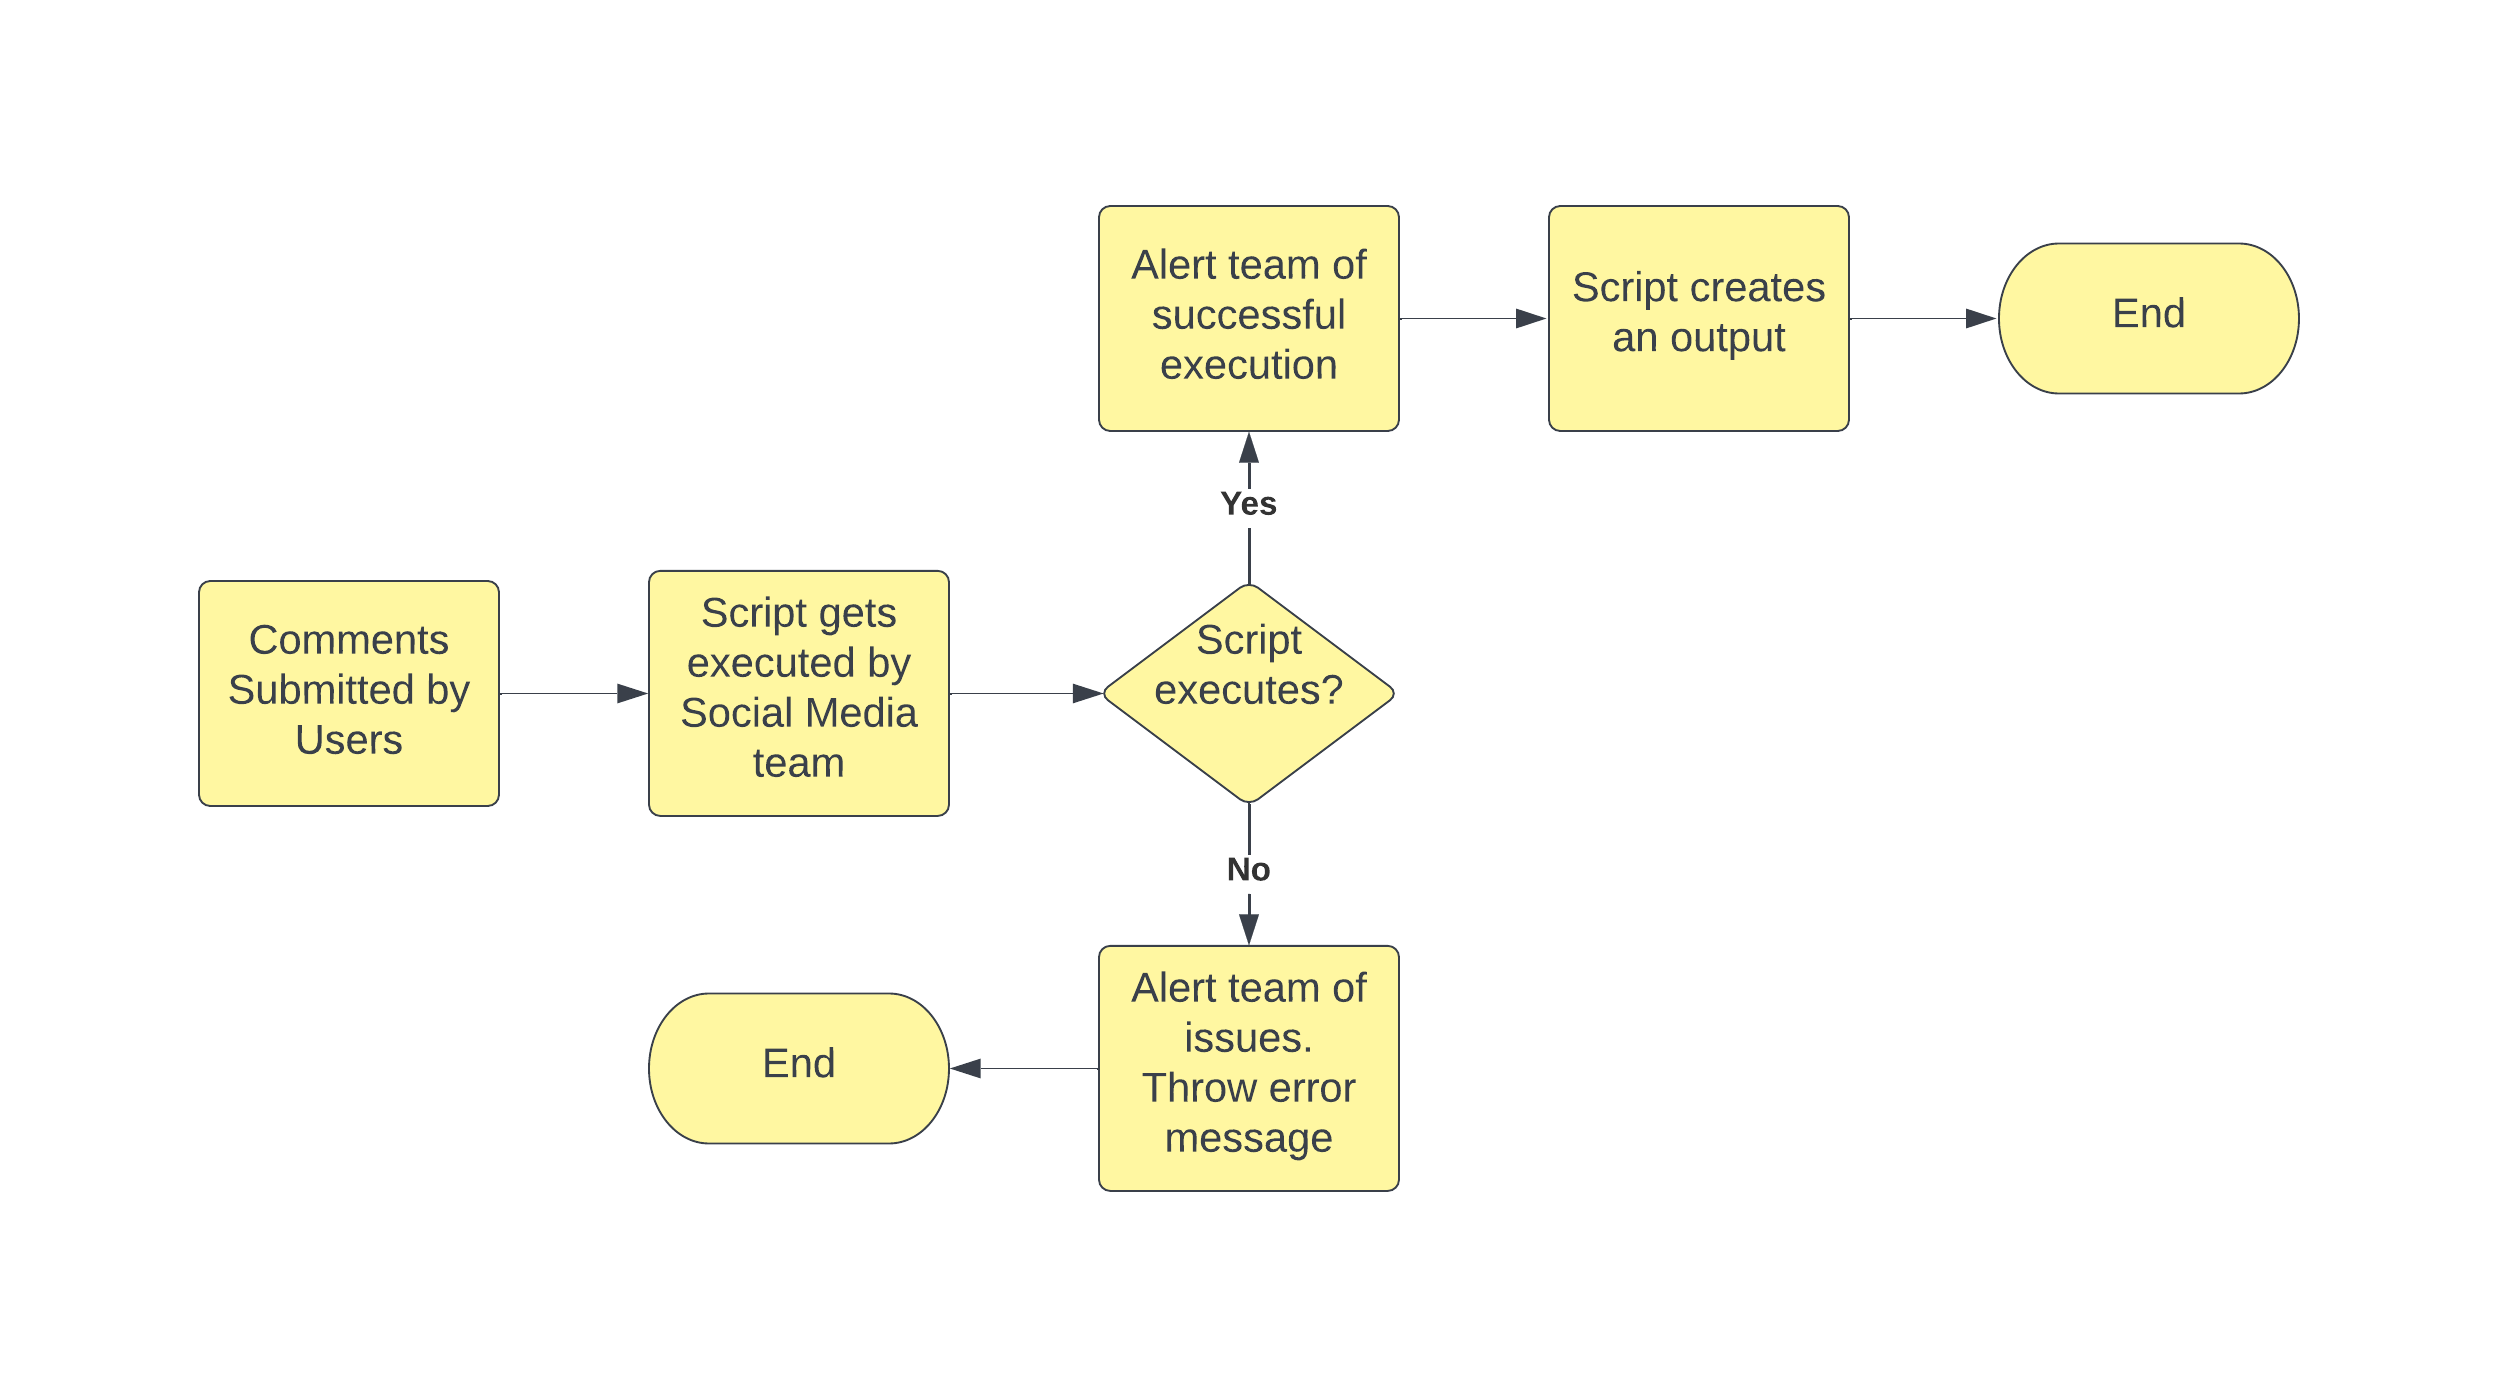 Comments
Submitted by
Users
Script gets
executed by
Social Media
team
Script
executes?
Yes
Alert team of
successful
execution
Script creates
an output
End
No
Alert team of
issues.
Throw error
message
End